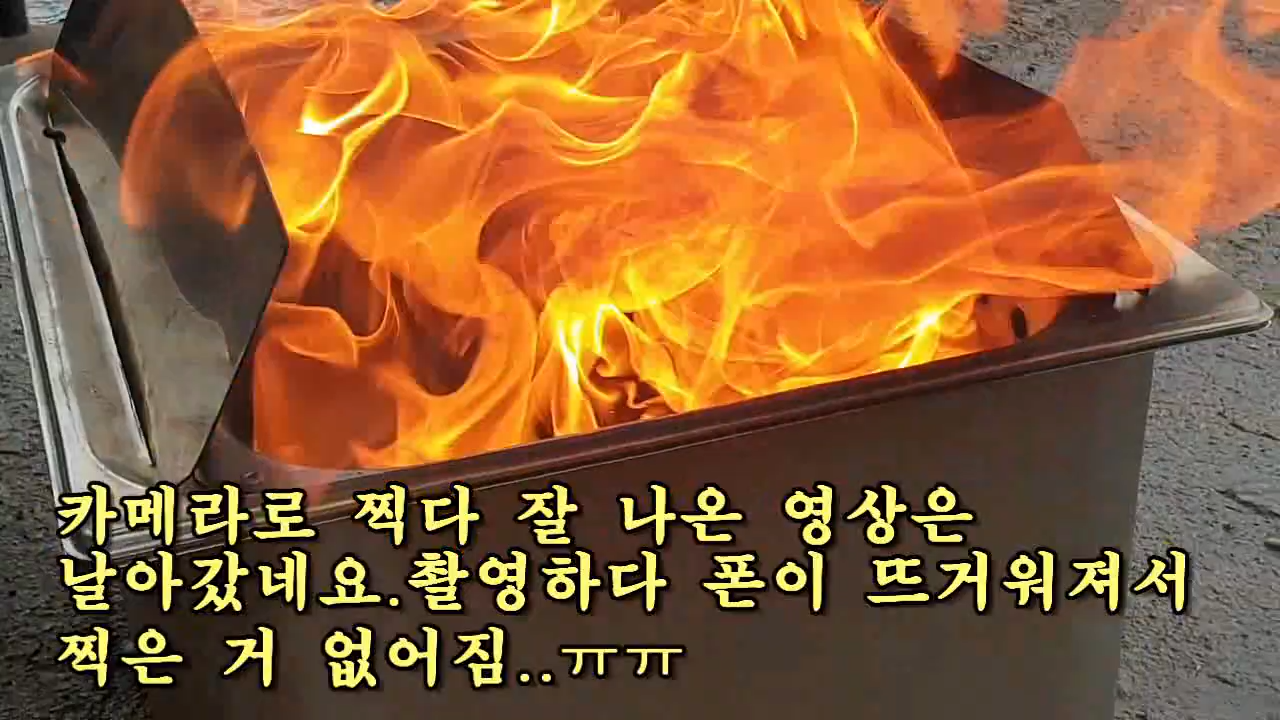 카메라로 찍다 잘 나온 영상은
날아갔네요.촬영하다 폰이 뜨거워져서
찍은 거 없어짐..ㅠㅠ